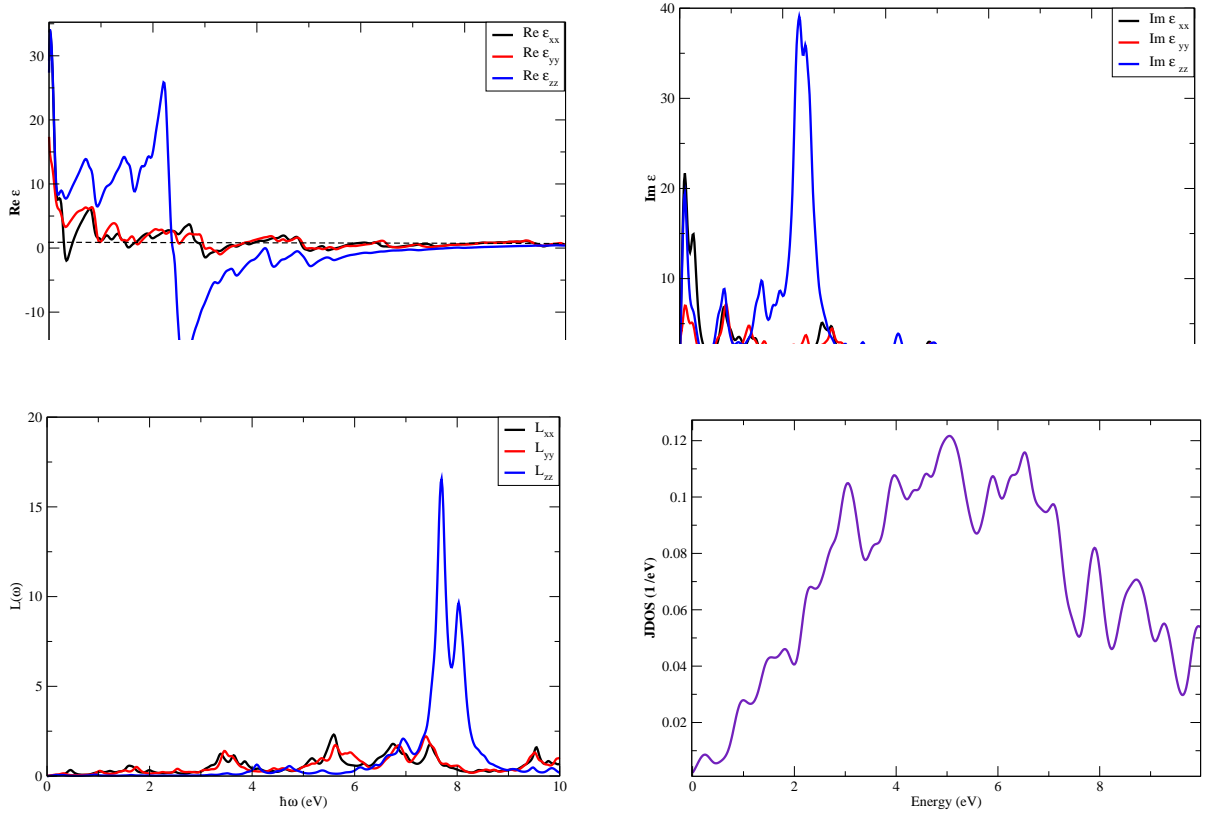 Re ε
30
20
10
0
-10
Re εxx
Re εyy
Re εzz
Im ε
40
30
20
10
Im εxx
Im εyy
Im εzz
L(ω)
20
15
10
5
0
Lxx
Lyy
Lzz
0 2 4 6 8 10
ħω (eV)
JDOS (1/eV)
0.12
0.1
0.08
0.06
0.04
0.02
0 2 4 6 8
Energy (eV)